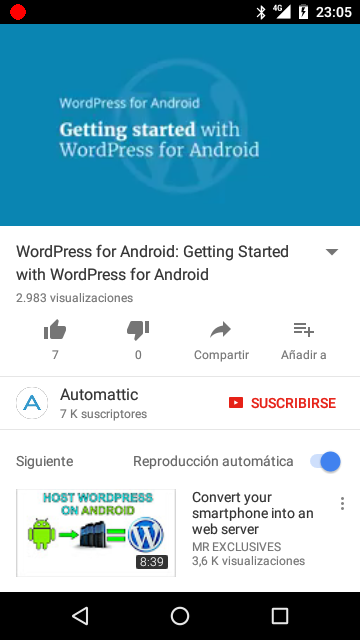 4G 23:05
WordPress for Android
Getting started with
WordPress for Android
WordPress for Android: Getting Started
with WordPress for Android
2.983 visualizaciones
7 0 Compartir Añadir a
Automattic
7 K suscriptores
SUSCRIBIRSE
Siguiente Reproducción automática
HOST WORDPRESS
ON ANDROID
8:39
Convert your
smartphone into an
web server
MR EXCLUSIVES
3,6 K visualizaciones